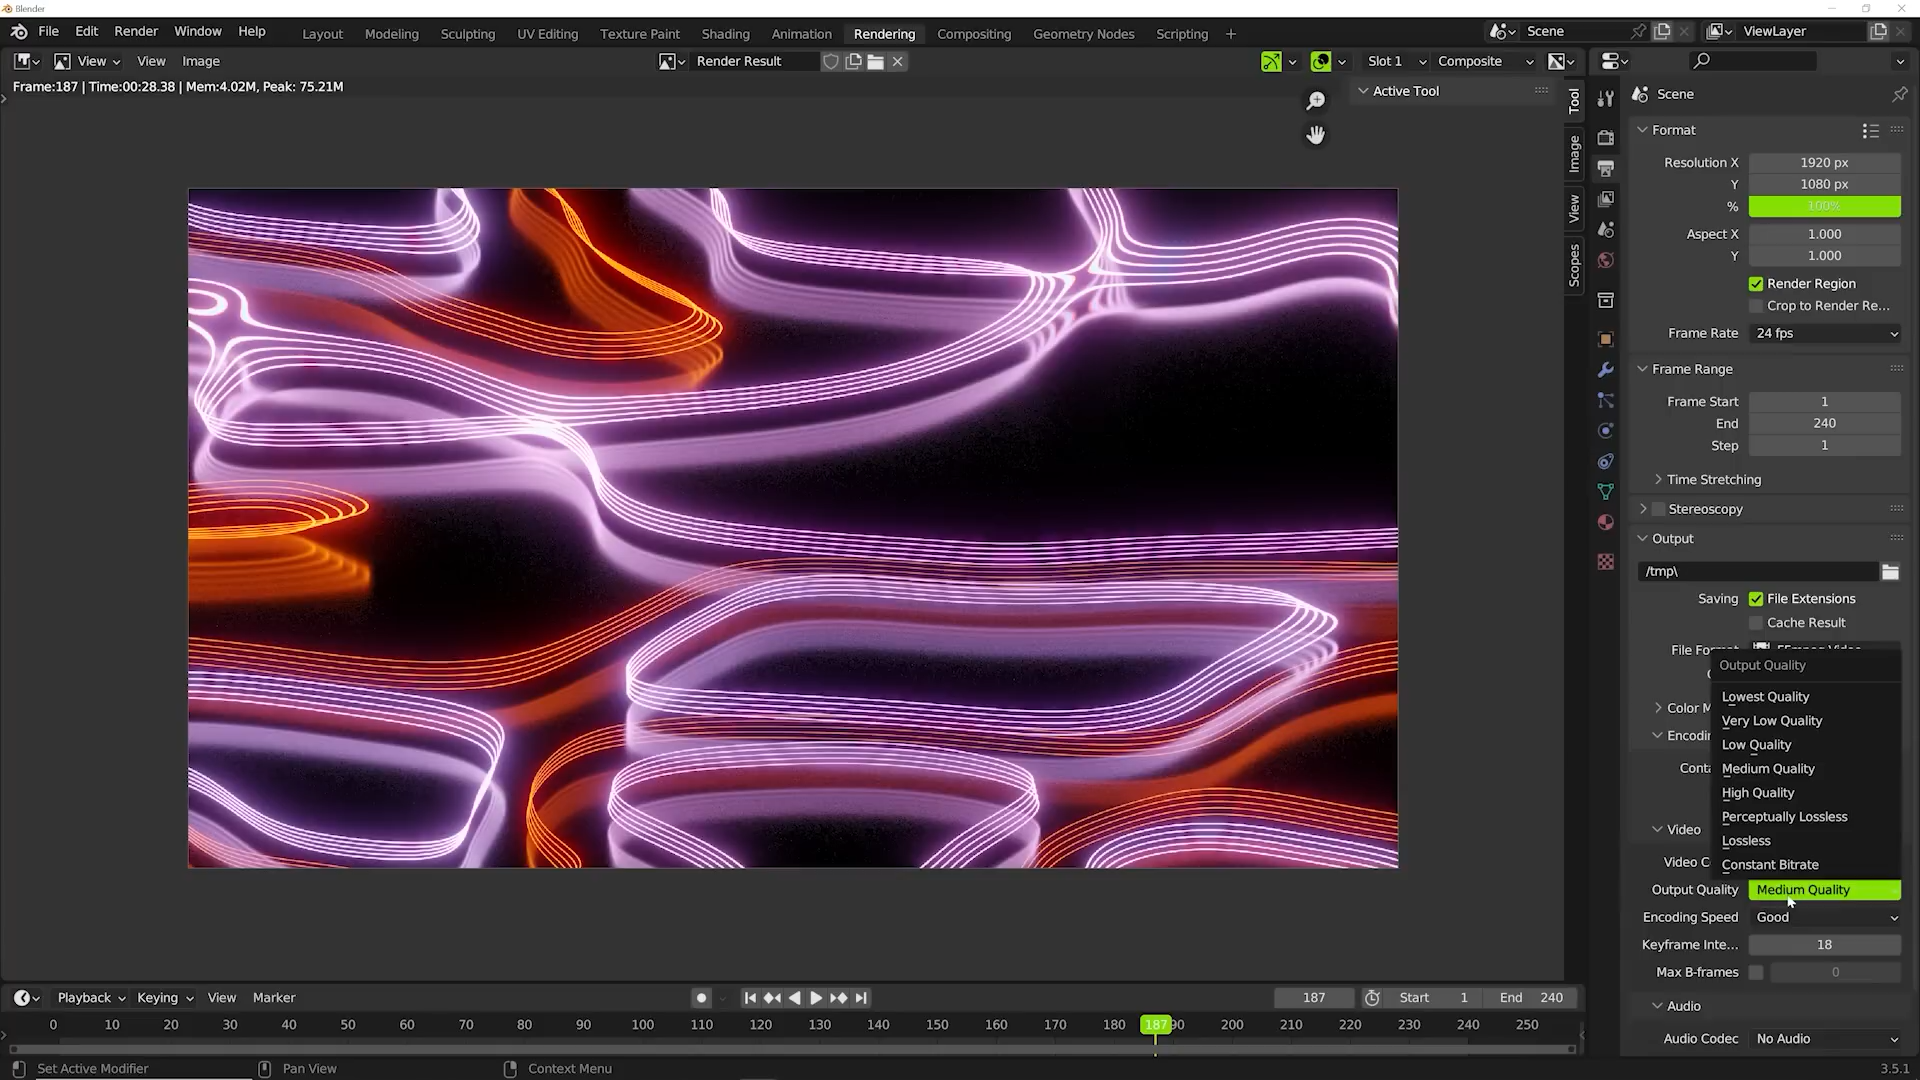 Blender
File Edit Render Window Help Layout Modeling Sculpting UV Editing Texture Paint Shading Animation Rendering Compositing Geometry Nodes Scripting + Scene ViewLayer
View View Image Render Result Slot 1 Composite
Frame:187 | Time:00:28.38 | Mem:4.02M, Peak: 75.21M
Active Tool
Tool
Image
View
Scopes
Scene
Format
Resolution X 1920 px
Y 1080 px
% 100%
Aspect X 1.000
Y 1.000
Render Region
Crop to Render Re...
Frame Rate 24 fps
Frame Range
Frame Start 1
End 240
Step 1
Time Stretching
Stereoscopy
Output
/tmp\
Saving File Extensions
Cache Result
File Format FFmpeg Video
Output Quality
Lowest Quality
Color M
Very Low Quality
Encodin
Low Quality
Conta
Medium Quality
High Quality
Perceptually Lossless
Video
Lossless
Video C
Constant Bitrate
Output Quality Medium Quality
Encoding Speed Good
Keyframe Inte... 18
Max B-frames 0
Audio
Audio Codec No Audio
Playback Keying View Marker 187 Start 1 End 240
0 10 20 30 40 50 60 70 80 90 100 110 120 130 140 150 160 170 180 187 90 200 210 220 230 240 250
Set Active Modifier Pan View Context Menu 3.5.1